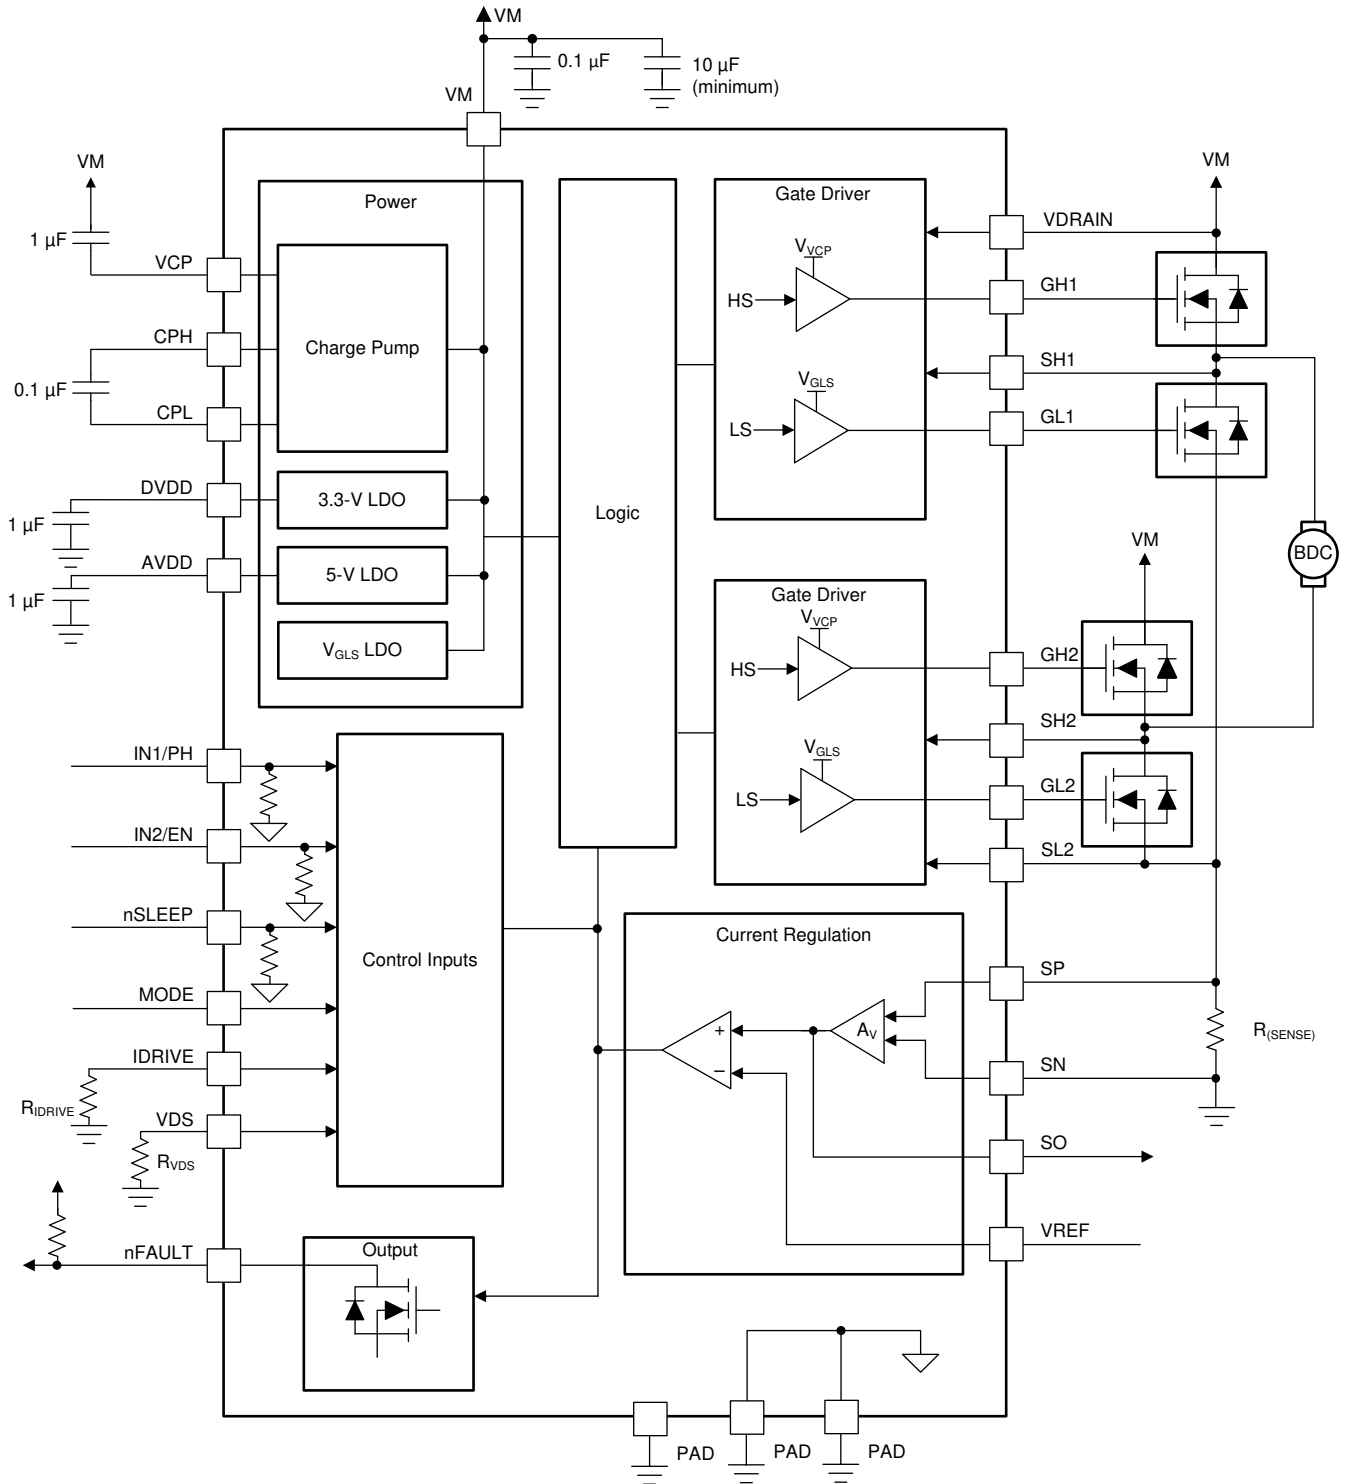 VM
0.1 µF
10 µF
(minimum)
VM
VM
1 µF
VCP
CPH
0.1 µF
CPL
DVDD
1 µF
AVDD
1 µF
Power
Charge Pump
3.3-V LDO
5-V LDO
VGLS LDO
Logic
Gate Driver
VVCP
HS
VGLS
LS
VDRAIN
GH1
SH1
GL1
VM
BDC
Gate Driver
VVCP
HS
VGLS
LS
VM
GH2
SH2
GL2
SL2
IN1/PH
IN2/EN
nSLEEP
MODE
IDRIVE
RIDRIVE
VDS
RVDS
nFAULT
Control Inputs
Output
Current Regulation
+
−
AV
SP
R(SENSE)
SN
SO
VREF
PAD
PAD
PAD